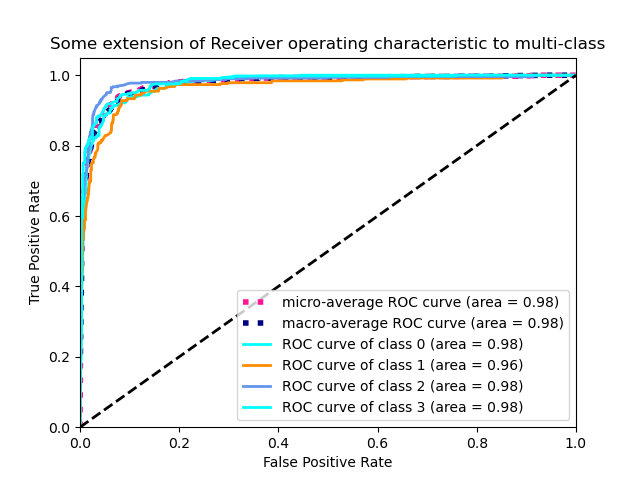 Some extension of Receiver operating characteristic to multi-class
1.0
0.8
0.6
0.4
0.2
0.0
True Positive Rate
micro-average ROC curve (area = 0.98)
macro-average ROC curve (area = 0.98)
ROC curve of class 0 (area = 0.98)
ROC curve of class 1 (area = 0.96)
ROC curve of class 2 (area = 0.98)
ROC curve of class 3 (area = 0.98)
0.0 0.2 0.4 0.6 0.8 1.0
False Positive Rate